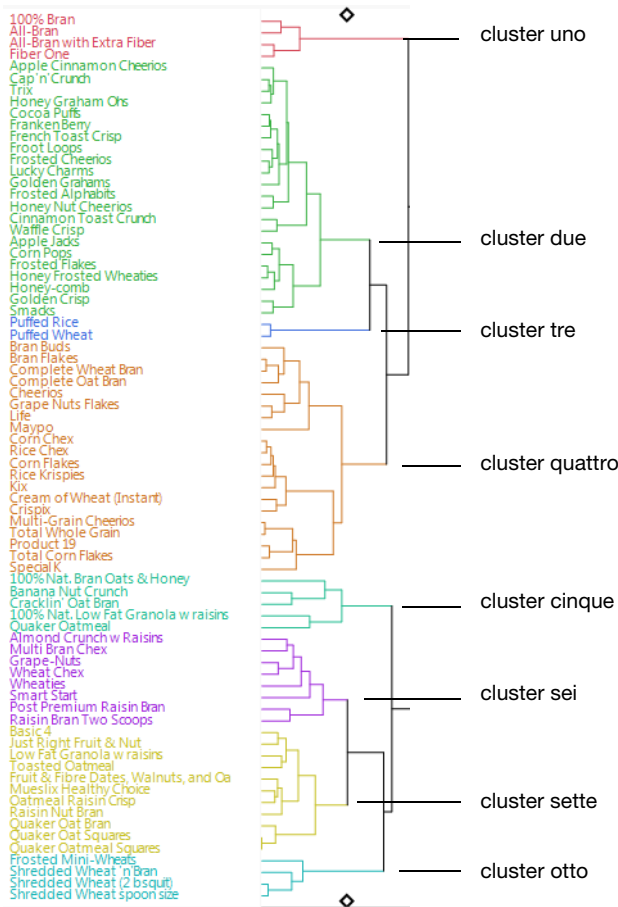 100% Bran
All-Bran
All-Bran with Extra Fiber
Fiber One
Apple Cinnamon Cheerios
Cap'n'Crunch
Trix
Honey Graham Ohs
Cocoa Puffs
Franken Berry
French Toast Crisp
Froot Loops
Frosted Cheerios
Lucky Charms
Golden Grahams
Frosted Alphabits
Honey Nut Cheerios
Cinnamon Toast Crunch
Waffle Crisp
Apple Jacks
Corn Pops
Frosted Flakes
Honey Frosted Wheaties
Honey-comb
Golden Crisp
Smacks
Puffed Rice
Puffed Wheat
Bran Buds
Bran Flakes
Complete Wheat Bran
Complete Oat Bran
Cheerios
Grape Nuts Flakes
Life
Maypo
Corn Chex
Rice Chex
Corn Flakes
Rice Krispies
Kix
Cream of Wheat (Instant)
Crispix
Multi-Grain Cheerios
Total Whole Grain
Product 19
Total Corn Flakes
Special K
100% Nat. Bran Oats & Honey
Banana Nut Crunch
Cracklin' Oat Bran
100% Nat. Low Fat Granola w raisins
Quaker Oatmeal
Almond Crunch w Raisins
Multi Bran Chex
Grape-Nuts
Wheat Chex
Wheaties
Smart Start
Post Premium Raisin Bran
Raisin Bran Two Scoops
Basic 4
Just Right Fruit & Nut
Low Fat Granola w raisins
Toasted Oatmeal
Fruit & Fibre Dates, Walnuts, and Oa
Mueslix Healthy Choice
Oatmeal Raisin Crisp
Raisin Nut Bran
Quaker Oat Bran
Quaker Oat Squares
Quaker Oatmeal Squares
Frosted Mini-Wheats
Shredded Wheat 'n'Bran
Shredded Wheat (2 bsquit)
Shredded Wheat spoon size
cluster uno
cluster due
cluster tre
cluster quattro
cluster cinque
cluster sei
cluster sette
cluster otto